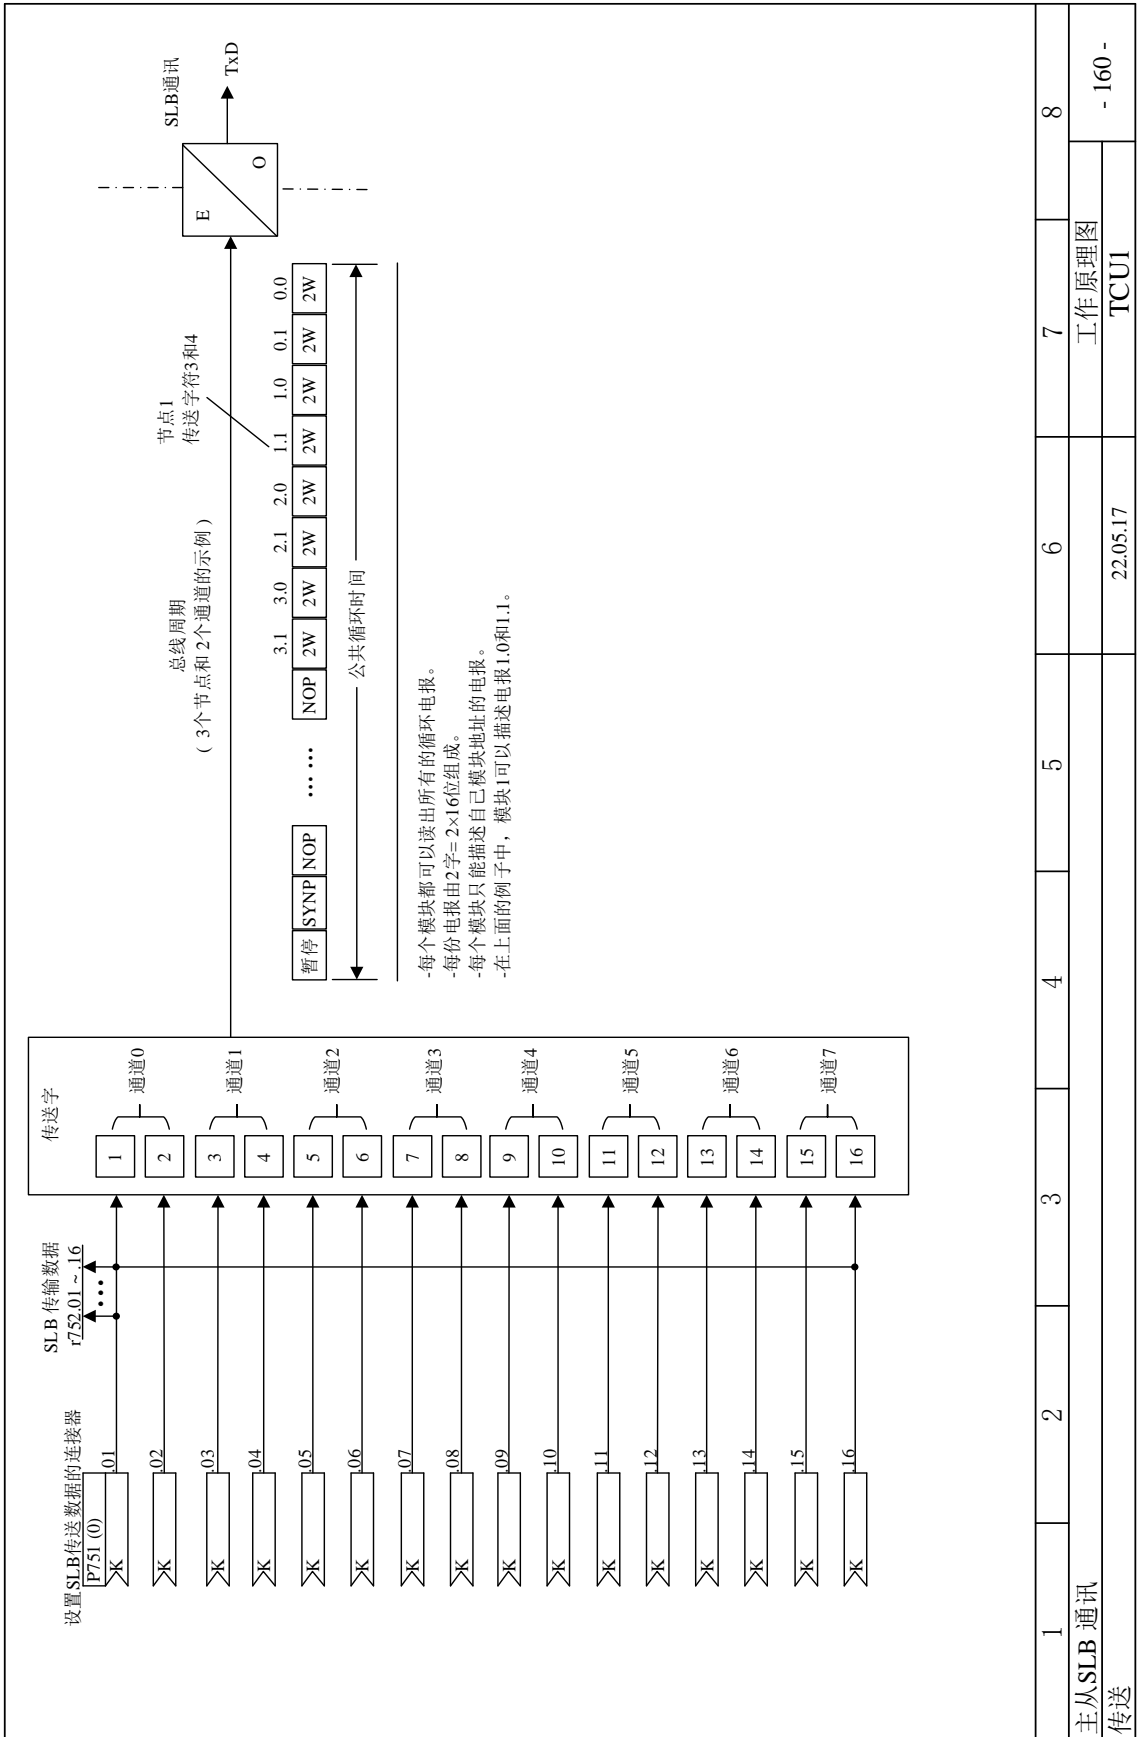 设置SLB传送数据的连接器
P751 (0)
K .01
K .02
K .03
K .04
K .05
K .06
K .07
K .08
K .09
K .10
K .11
K .12
K .13
K .14
K .15
K .16
SLB 传输数据
r752.01 ~ .16
传送字
1
2
通道0
3
4
通道1
5
6
通道2
7
8
通道3
9
10
通道4
11
12
通道5
13
14
通道6
15
16
通道7
总线周期
( 3个节点和 2个通道的示例 )
节点1
传送字符3和4
SLB通讯
E
O
TxD
3.1 3.0 2.1 2.0 1.1 1.0 0.1 0.0
暂停 SYNP NOP …… NOP 2W 2W 2W 2W 2W 2W 2W 2W
公共循环时间
-每个模块都可以读出所有的循环电报。
-每份电报由2字= 2×16位组成。
-每个模块只能描述自己模块地址的电报。
-在上面的例子中，模块1可以描述电报1.0和1.1。
1 2 3 4 5 6 7 8
主从SLB 通讯
工作原理图
- 160 -
传送
22.05.17
TCU1